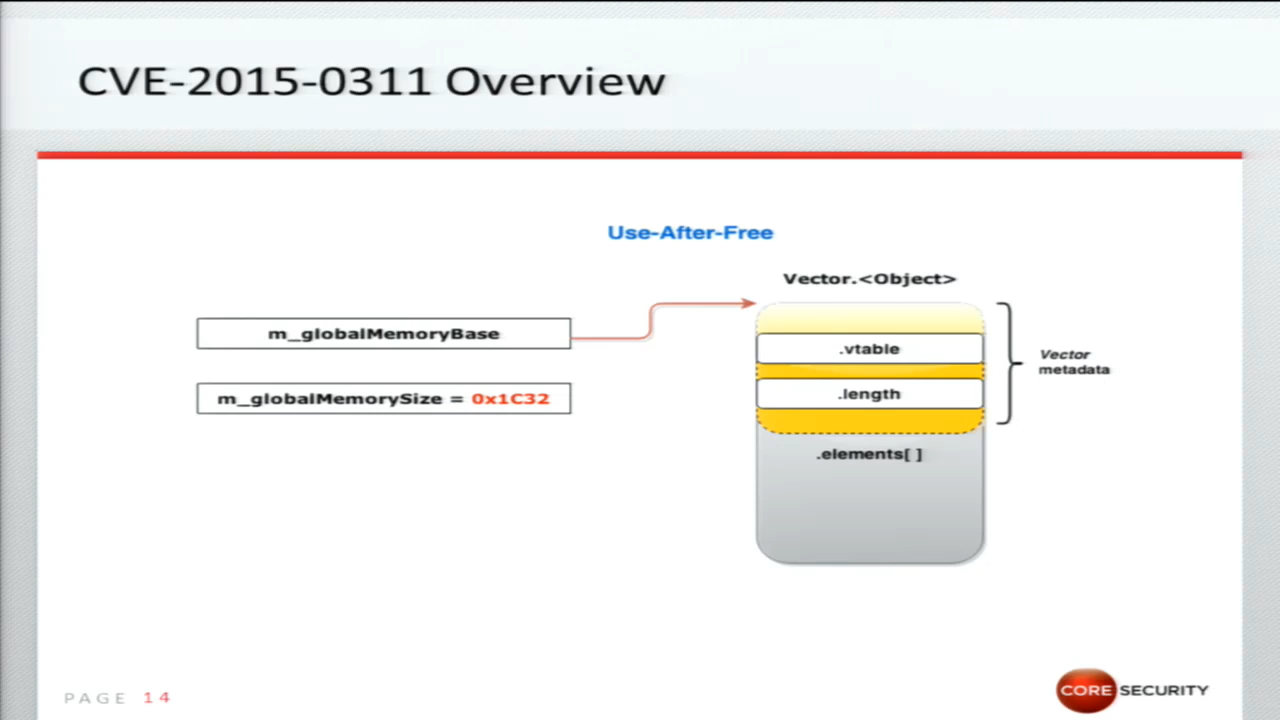 CVE-2015-0311 Overview
Use-After-Free
Vector.<Object>
m_globalMemoryBase
.vtable
Vector
metadata
m_globalMemorySize = 0x1C32
.length
.elements[ ]
PAGE 14
CORE SECURITY